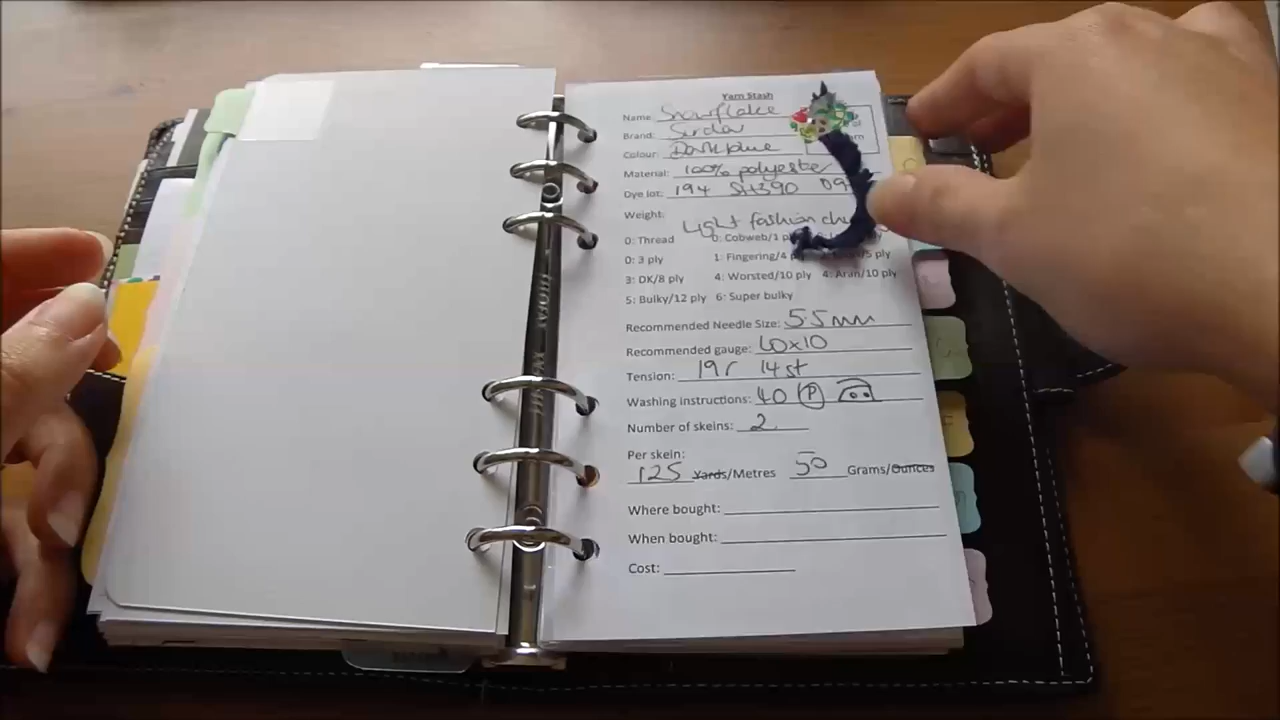 Yarn Stash
Name: Snowflake
Brand: Sirdar
Colour: Dark blue
Material: 100% polyester
Dye lot: 194 SH390
Weight: Light fashion
0: Thread 0: Cobweb/1
0: 3 ply 1: Fingering/4 /5 ply
3: DK/8 ply 4: Worsted/10 ply 4: Aran/10 ply
5: Bulky/12 ply 6: Super bulky
Recommended Needle Size: 5.5mm
Recommended gauge: 10x10
Tension: 19r 14st
Washing instructions: 40 P
Number of skeins: 2
Per skein:
125 Yards/Metres 50 Grams/Ounces
Where bought:
When bought:
Cost: